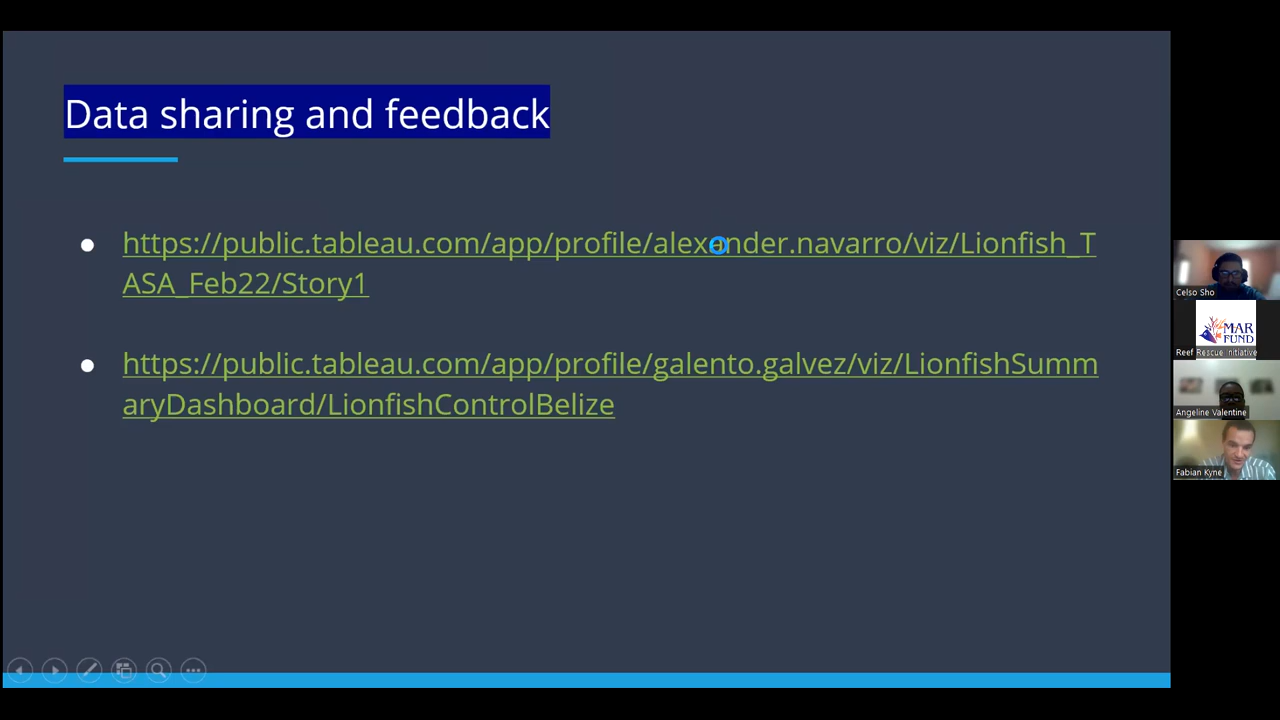 Data sharing and feedback
https://public.tableau.com/app/profile/alexander.navarro/viz/Lionfish_T
ASA_Feb22/Story1
https://public.tableau.com/app/profile/galento.galvez/viz/LionfishSumm
aryDashboard/LionfishControlBelize
Celso Sho
MAR
FUND
Reef Rescue Initiative
Angeline Valentine
Fabian Kyne